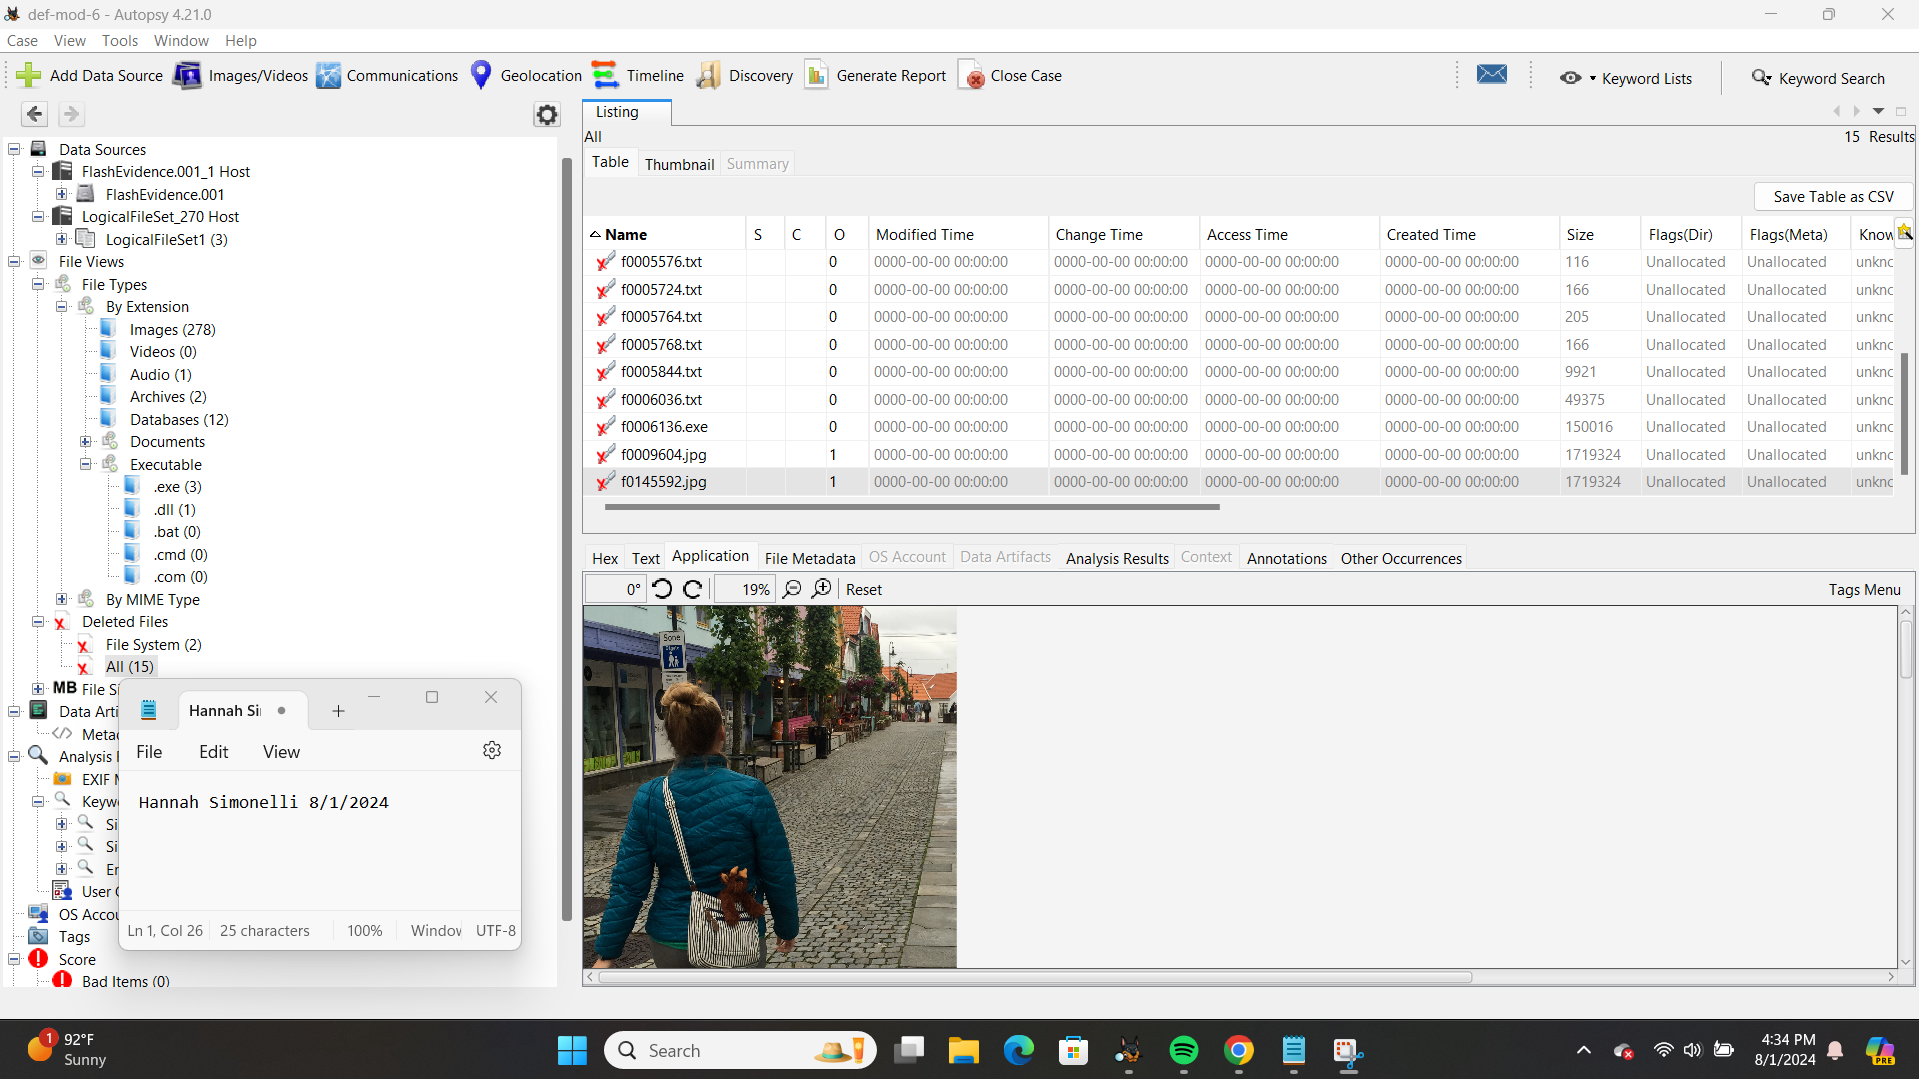 def-mod-6 - Autopsy 4.21.0
Case View Tools Window Help
Add Data Source Images/Videos Communications Geolocation Timeline Discovery Generate Report Close Case Keyword Lists Keyword Search
Data Sources
FlashEvidence.001_1 Host
FlashEvidence.001
LogicalFileSet_270 Host
LogicalFileSet1 (3)
File Views
File Types
By Extension
Images (278)
Videos (0)
Audio (1)
Archives (2)
Databases (12)
Documents
Executable
.exe (3)
.dll (1)
.bat (0)
.cmd (0)
.com (0)
By MIME Type
Deleted Files
File System (2)
All (15)
MB File Si
Data Arti
Metac
Analysis
EXIF M
Keyw
Si
Si
Er
User
OS Accou
Tags
Score
Bad Items (0)
Hannah Si
File Edit View
Hannah Simonelli 8/1/2024
Ln 1, Col 26 25 characters 100% Window UTF-8
Listing
All 15 Results
Table Thumbnail Summary
Save Table as CSV
Name S C O Modified Time Change Time Access Time Created Time Size Flags(Dir) Flags(Meta) Know
f0005576.txt 0 0000-00-00 00:00:00 0000-00-00 00:00:00 0000-00-00 00:00:00 0000-00-00 00:00:00 116 Unallocated Unallocated unknc
f0005724.txt 0 0000-00-00 00:00:00 0000-00-00 00:00:00 0000-00-00 00:00:00 0000-00-00 00:00:00 166 Unallocated Unallocated unknc
f0005764.txt 0 0000-00-00 00:00:00 0000-00-00 00:00:00 0000-00-00 00:00:00 0000-00-00 00:00:00 205 Unallocated Unallocated unknc
f0005768.txt 0 0000-00-00 00:00:00 0000-00-00 00:00:00 0000-00-00 00:00:00 0000-00-00 00:00:00 166 Unallocated Unallocated unknc
f0005844.txt 0 0000-00-00 00:00:00 0000-00-00 00:00:00 0000-00-00 00:00:00 0000-00-00 00:00:00 9921 Unallocated Unallocated unknc
f0006036.txt 0 0000-00-00 00:00:00 0000-00-00 00:00:00 0000-00-00 00:00:00 0000-00-00 00:00:00 49375 Unallocated Unallocated unknc
f0006136.exe 0 0000-00-00 00:00:00 0000-00-00 00:00:00 0000-00-00 00:00:00 0000-00-00 00:00:00 150016 Unallocated Unallocated unknc
f0009604.jpg 1 0000-00-00 00:00:00 0000-00-00 00:00:00 0000-00-00 00:00:00 0000-00-00 00:00:00 1719324 Unallocated Unallocated unknc
f0145592.jpg 1 0000-00-00 00:00:00 0000-00-00 00:00:00 0000-00-00 00:00:00 0000-00-00 00:00:00 1719324 Unallocated Unallocated unknc
Hex Text Application File Metadata OS Account Data Artifacts Analysis Results Context Annotations Other Occurrences
0° 19% Reset Tags Menu
Sone
1 92°F
Sunny
Search
4:34 PM
8/1/2024
PRE